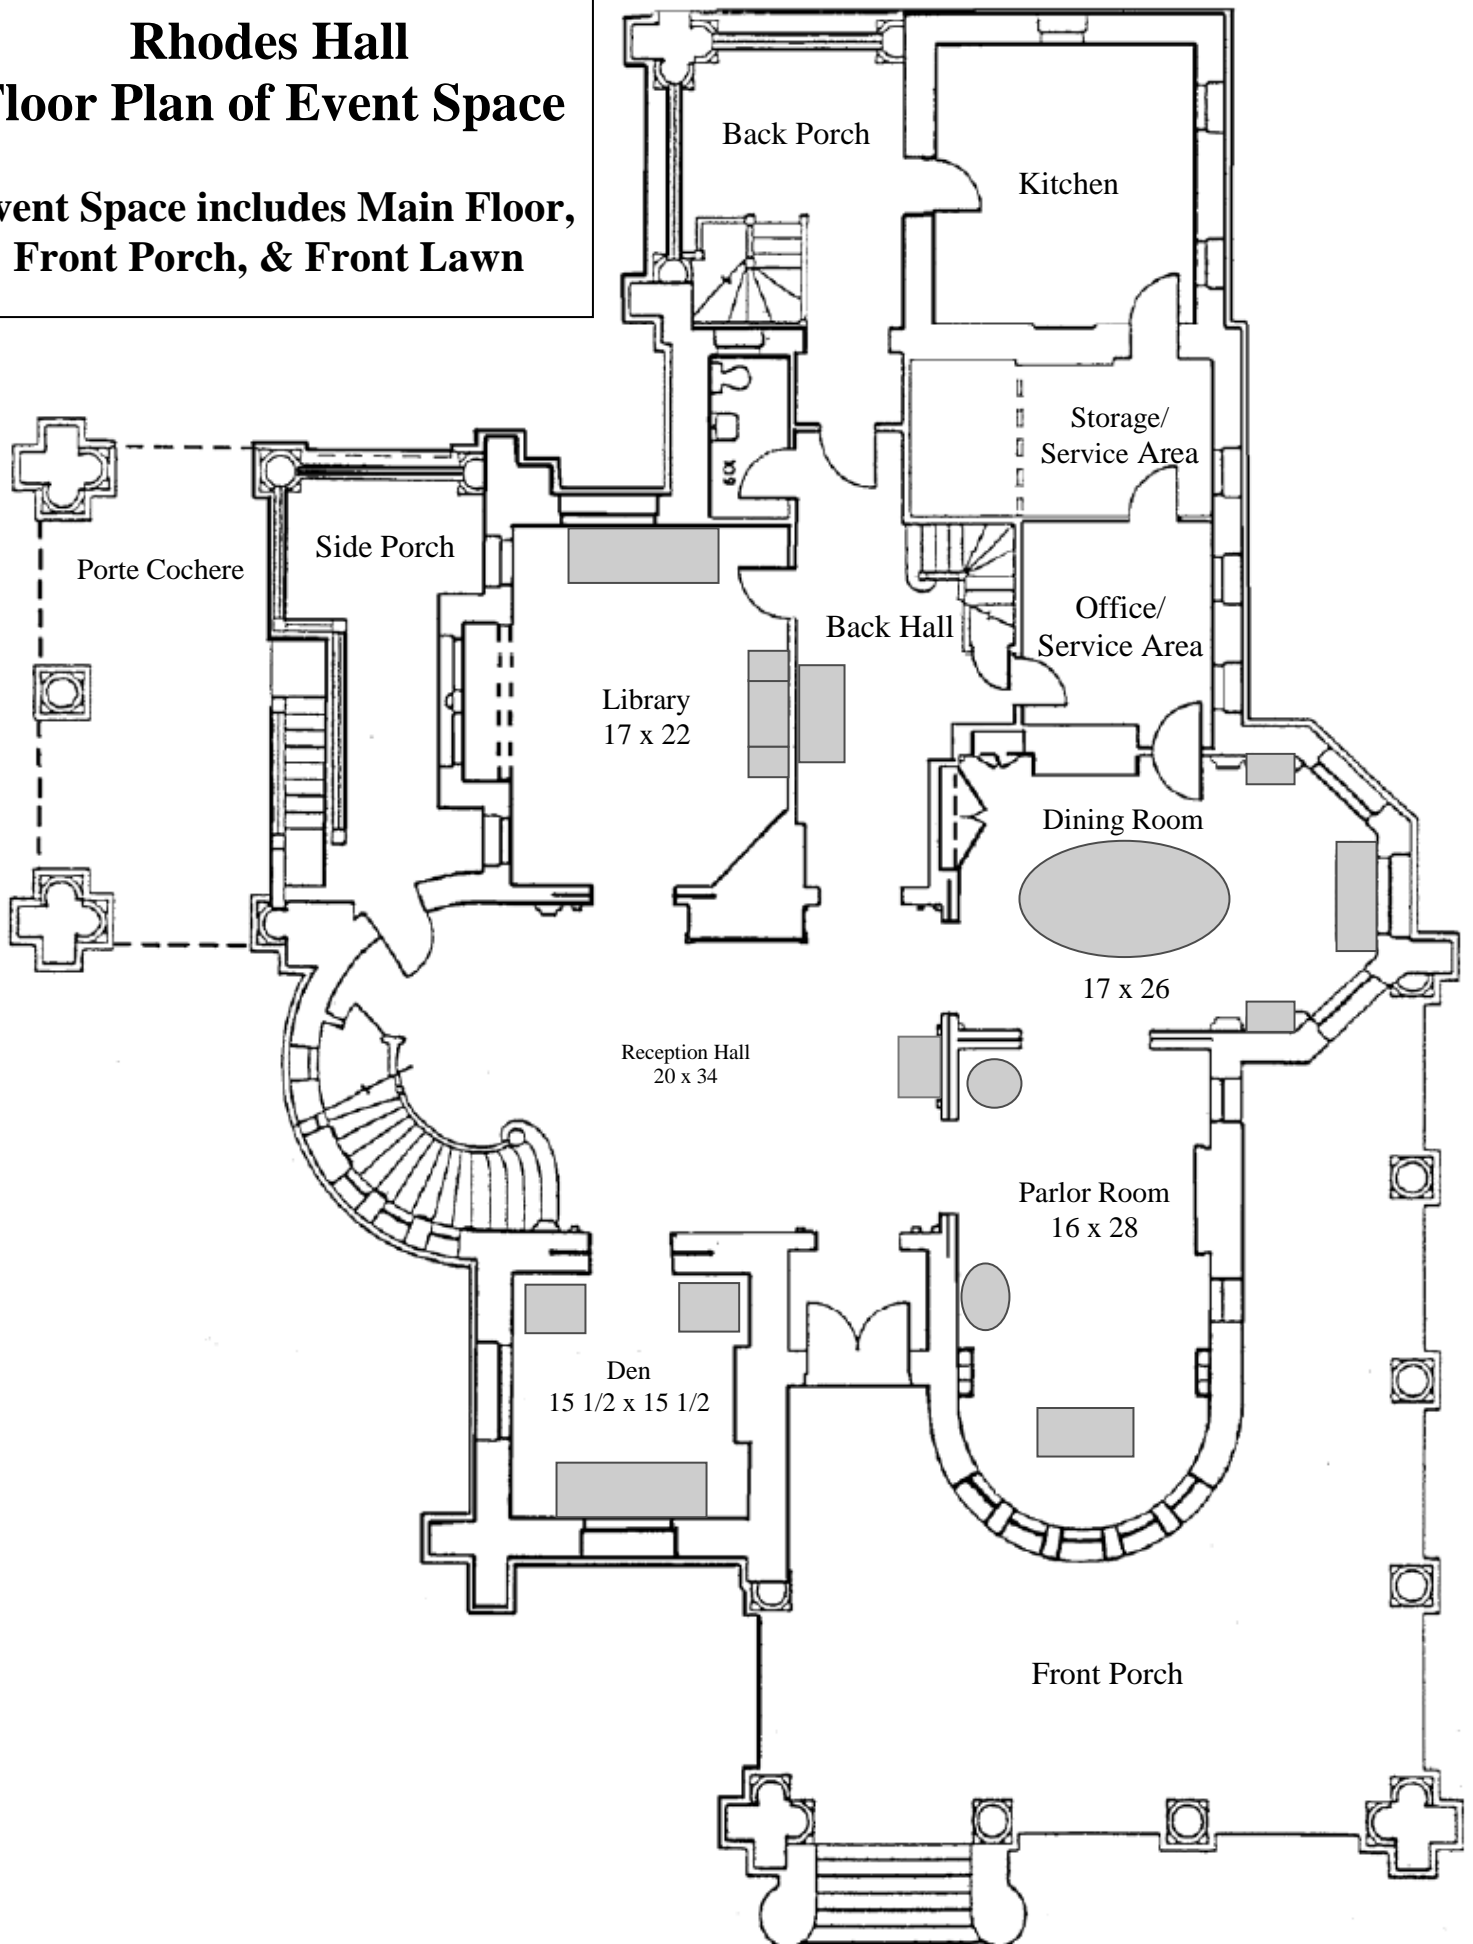 Rhodes Hall
Floor Plan of Event Space
vent Space includes Main Floor,
Front Porch, & Front Lawn
Back Porch
Kitchen
Storage/
Service Area
Side Porch
Porte Cochere
Office/
Service Area
Back Hall
Library
17 x 22
Dining Room
17 x 26
Reception Hall
20 x 34
Parlor Room
16 x 28
Den
15 1/2 x 15 1/2
Front Porch